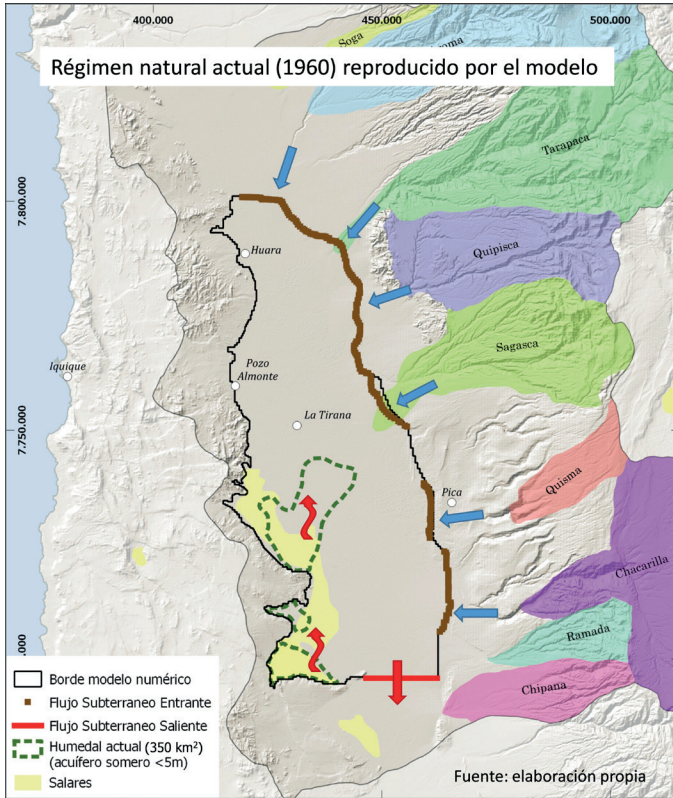 400.000
450.000
500.000
Soga
Régimen natural actual (1960) reproducido por el modelo
Tarapaca
7.800.000
Huara
Quipisca
Sagasca
Iquique
Pozo
Almonte
La Tirana
7.750.000
Pica
Quisma
Chacarilla
Ramada
Chipana
Borde modelo numérico
Flujo Subterraneo Entrante
Flujo Subterraneo Saliente
Humedal actual (350 km²)
(acuífero somero <5m)
Salares
Fuente: elaboración propia